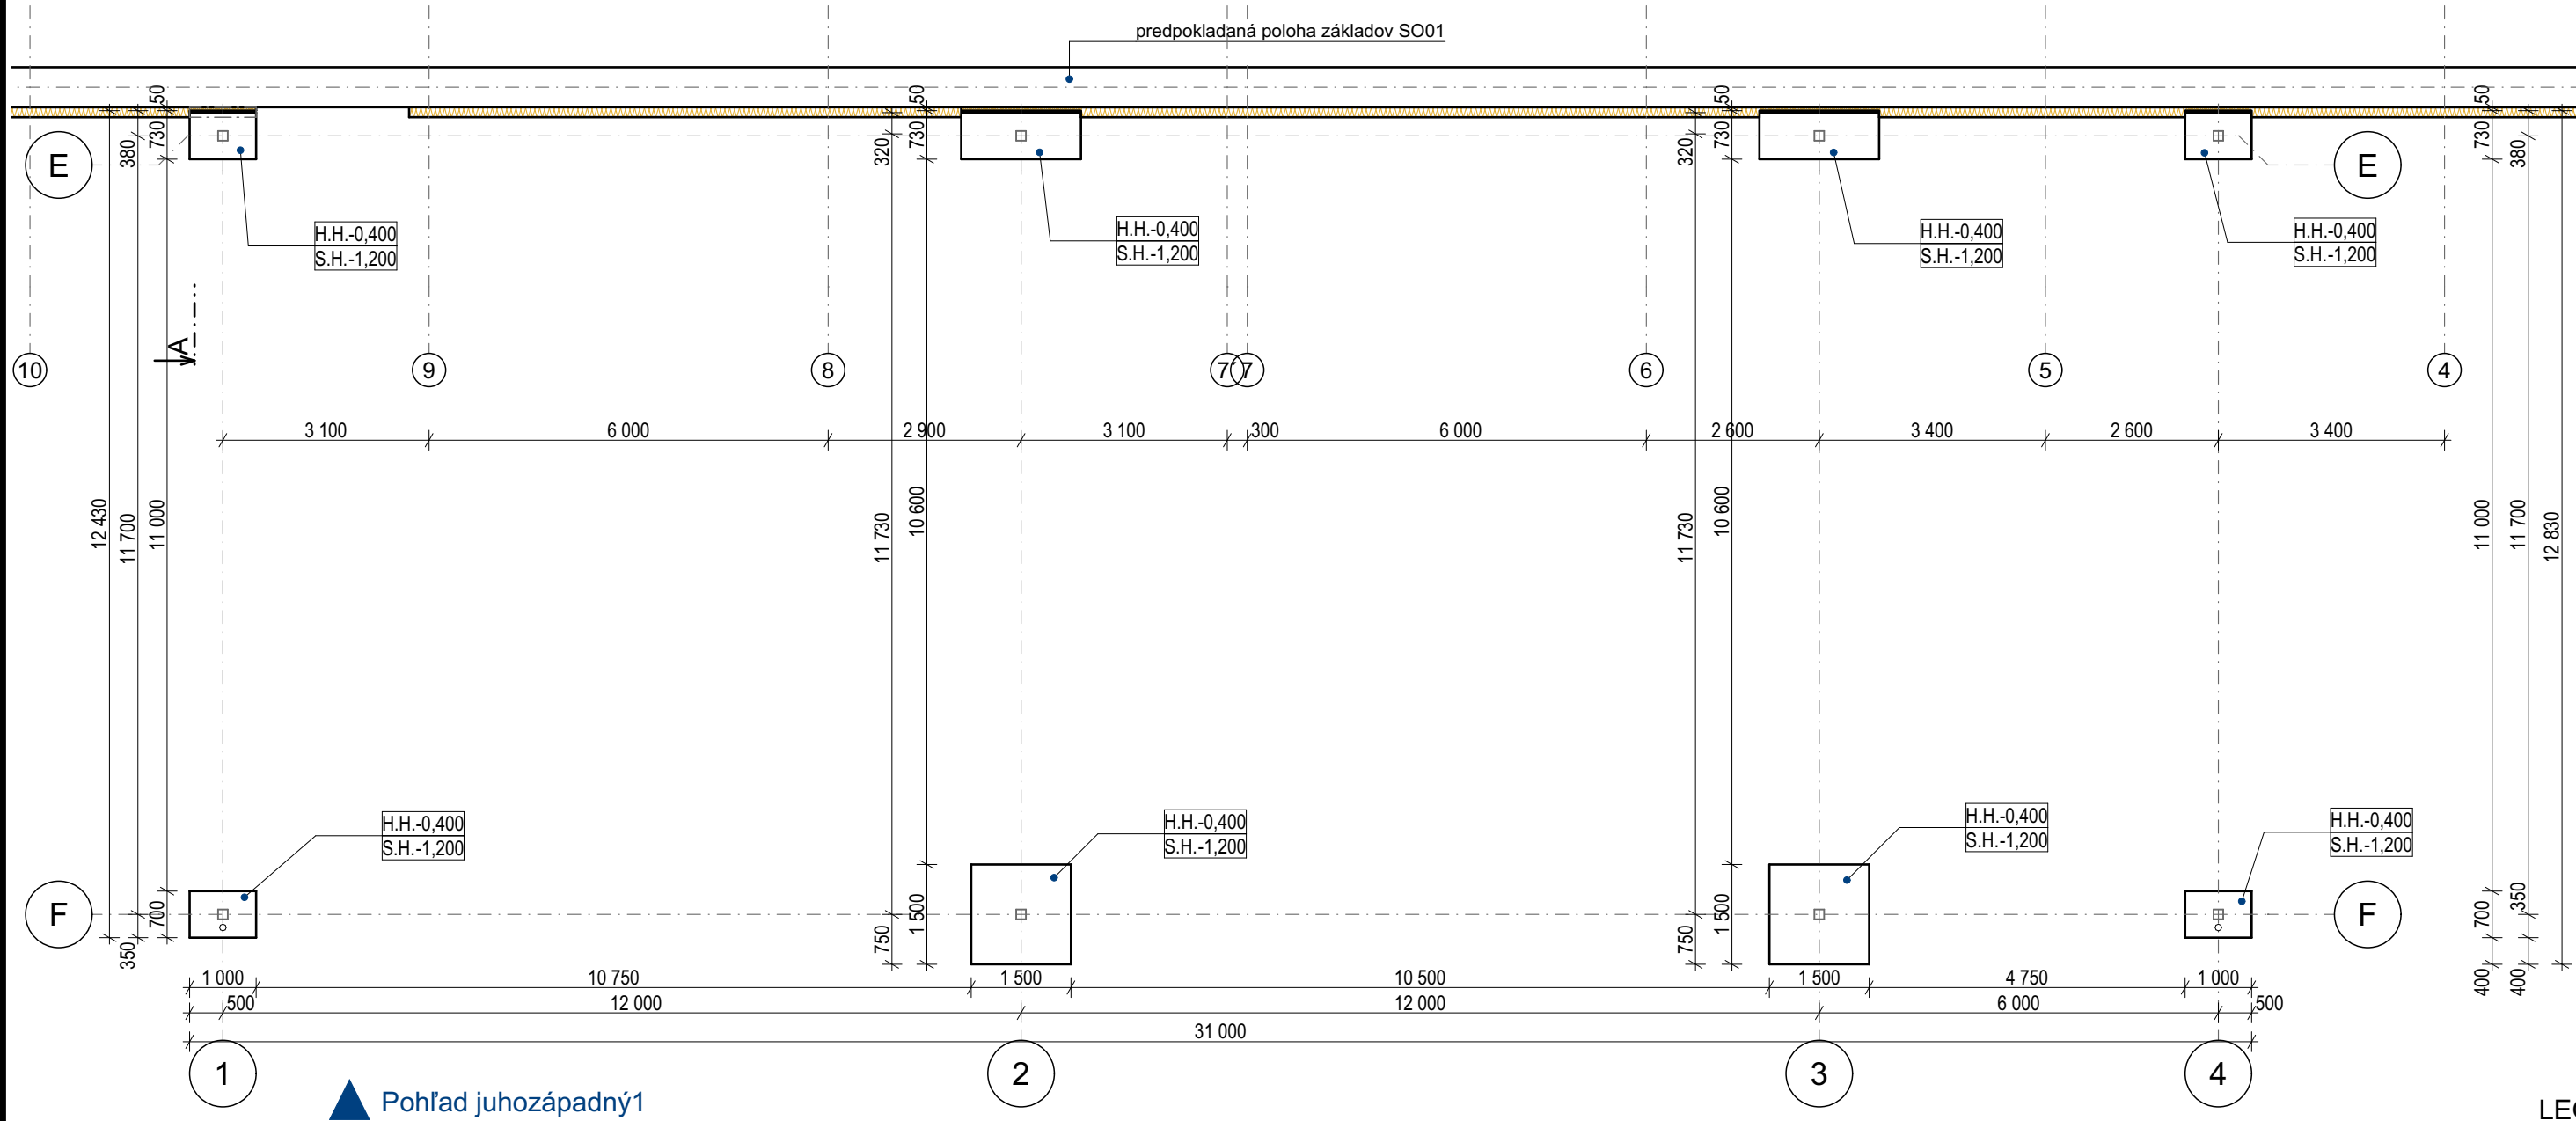 predpokladaná poloha základov SO01
50
50
50
50
380
730
320
730
320
730
730
380
E
E
H.H.-0,400
S.H.-1,200
H.H.-0,400
S.H.-1,200
H.H.-0,400
S.H.-1,200
H.H.-0,400
S.H.-1,200
A
10
9
8
7'
7
6
5
4
3 100
6 000
2 900
3 100
300
6 000
2 600
3 400
2 600
3 400
12 430
11 700
11 000
11 730
10 600
11 730
10 600
11 000
11 700
12 830
H.H.-0,400
S.H.-1,200
H.H.-0,400
S.H.-1,200
H.H.-0,400
S.H.-1,200
H.H.-0,400
S.H.-1,200
F
F
350
700
750
1 500
750
1 500
700
350
400
400
1 000
10 750
1 500
10 500
1 500
4 750
1 000
500
12 000
12 000
6 000
500
31 000
1
2
3
4
Pohľad juhozápadný1